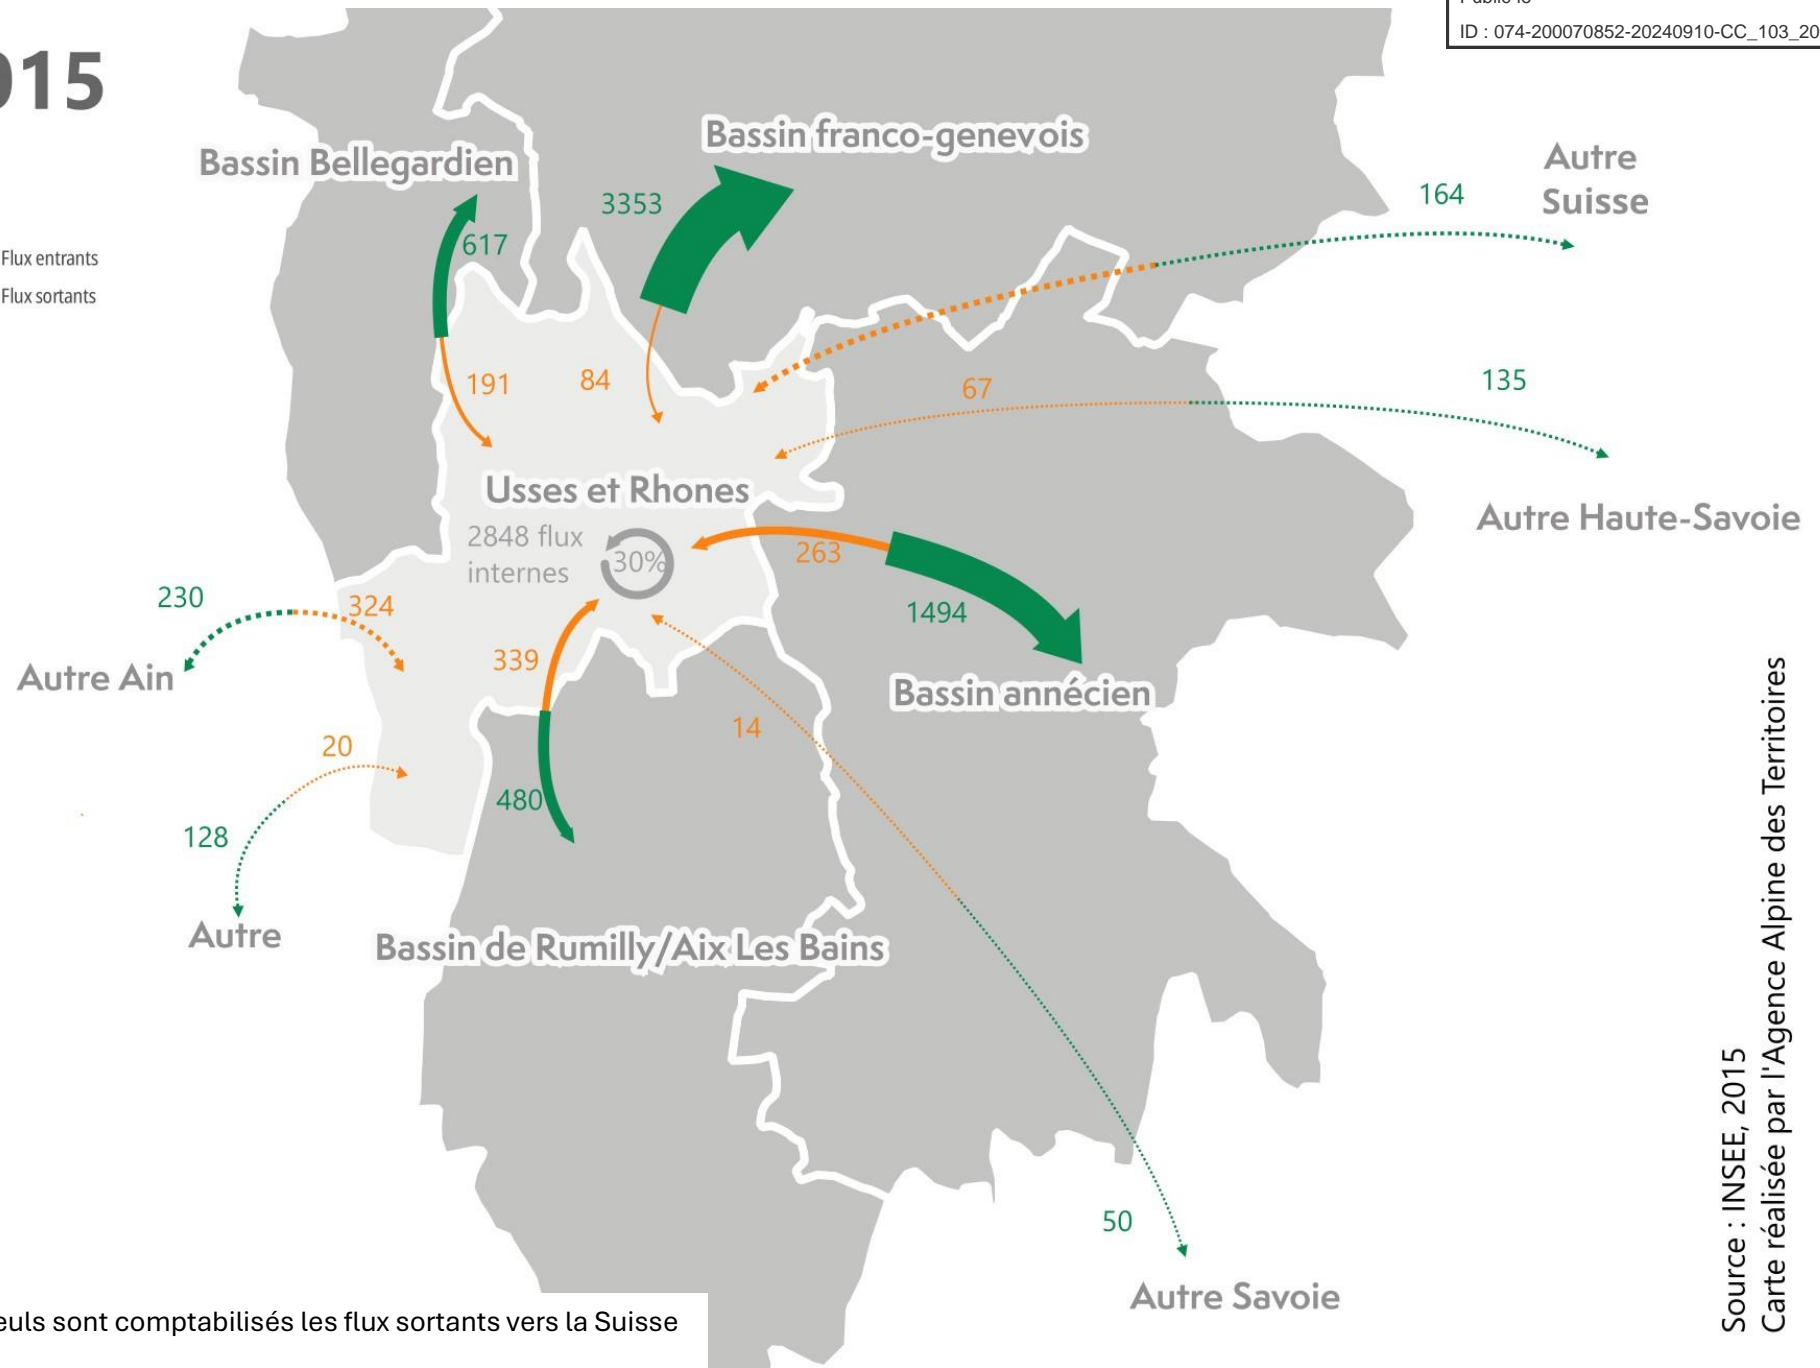 ID : 074-200070852-20240910-CC_103_20
015
Bassin franco-genevois
Bassin Bellegardien
Autre
Suisse
164
3353
617
Flux entrants
Flux sortants
191
84
67
135
Usses et Rhones
2848 flux
internes
30%
263
Autre Haute-Savoie
230
324
1494
339
Autre Ain
Bassin annécien
14
20
480
128
Autre
Bassin de Rumilly/Aix Les Bains
50
Autre Savoie
euls sont comptabilisés les flux sortants vers la Suisse
Source : INSEE, 2015
Carte réalisée par l'Agence Alpine des Territoires